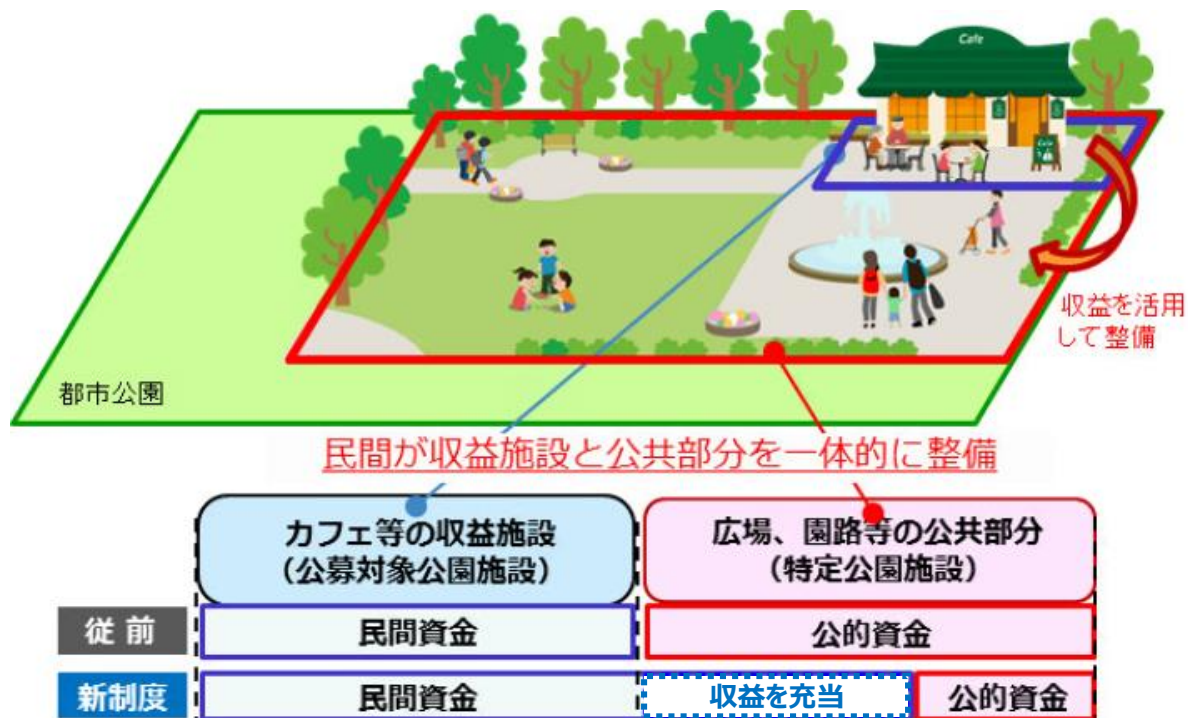 Cafe
Cafe
収益を活用
して整備
都市公園
民間が収益施設と公共部分を一体的に整備
カフェ等の収益施設
（公募対象公園施設）
広場、園路等の公共部分
（特定公園施設）
従 前
民間資金
公的資金
新制度
民間資金
収益を充当
公的資金